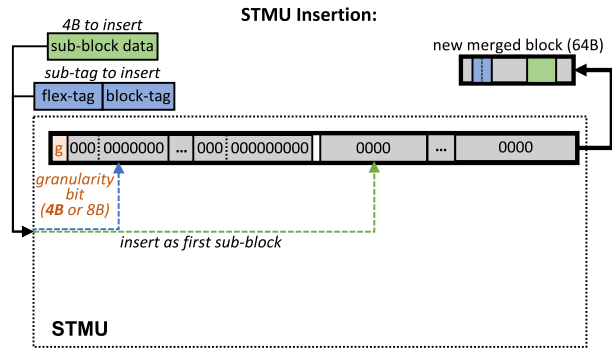 STMU Insertion:
4B to insert
sub-block data
new merged block (64B)
sub-tag to insert
flex-tag block-tag
g 000 0000000 ... 000 000000000 0000 ... 0000
granularity
bit
(4B or 8B)
insert as first sub-block
STMU